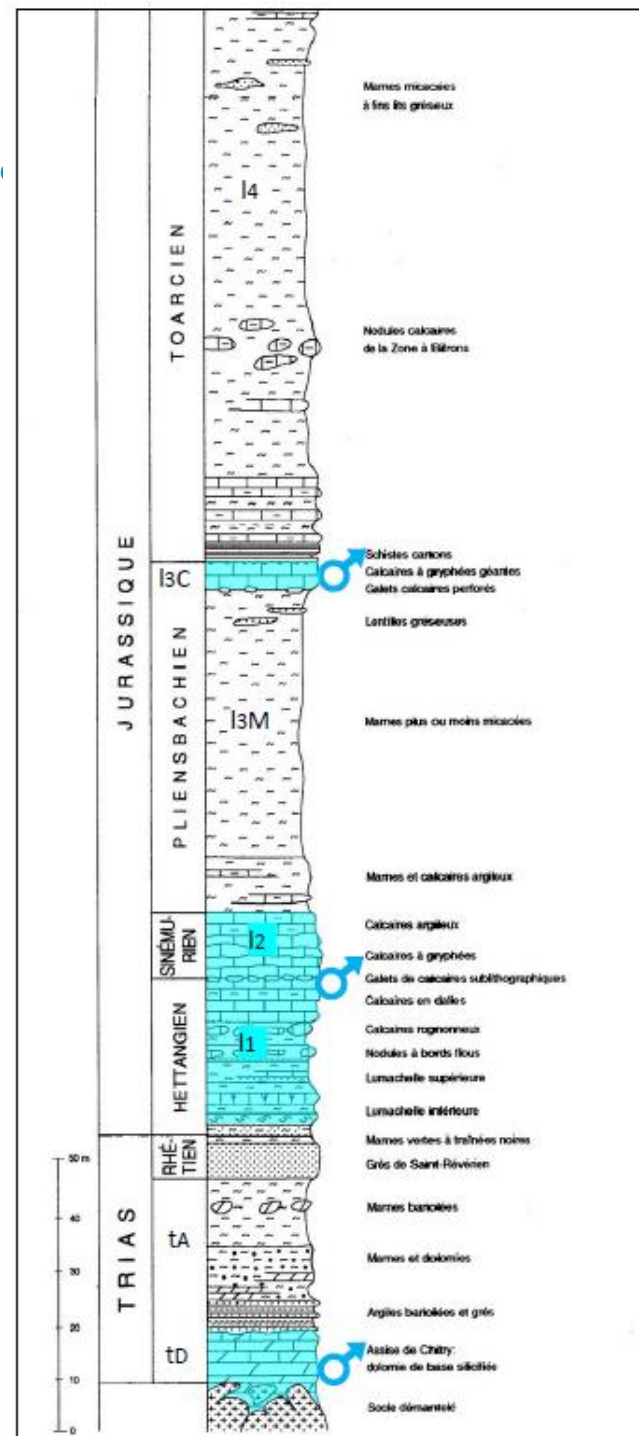 Marnes micacées
à fins lits gréseux
l4
TOARCIEN
Nodules calcaires
de la Zone à Bifrons
JURASSIQUE
Schistes cartons
l3C
Calcaires à gryphées géantes
Galets calcaires perforés
Lentilles gréseuses
PLIENSBACHIEN
l3M
Marnes plus ou moins micacées
Marnes et calcaires argileux
SINÉMU-
RIEN
l2
Calcaires argileux
Calcaires à gryphées
Galets de calcaires sublithographiques
Calcaires en dalles
HETTANGIEN
l1
Calcaires rognonneux
Nodules à bords flous
Lumachelle supérieure
Lumachelle inférieure
RHÉ-
TIEN
Marnes vertes à traînées noires
Grès de Saint-Révérien
50 m
40
30
20
10
0
TRIAS
tA
Marnes bariolées
Marnes et dolomies
Argiles bariolées et grès
tD
Assise de Chitry:
dolomie de base silicifiée
Socle démantelé